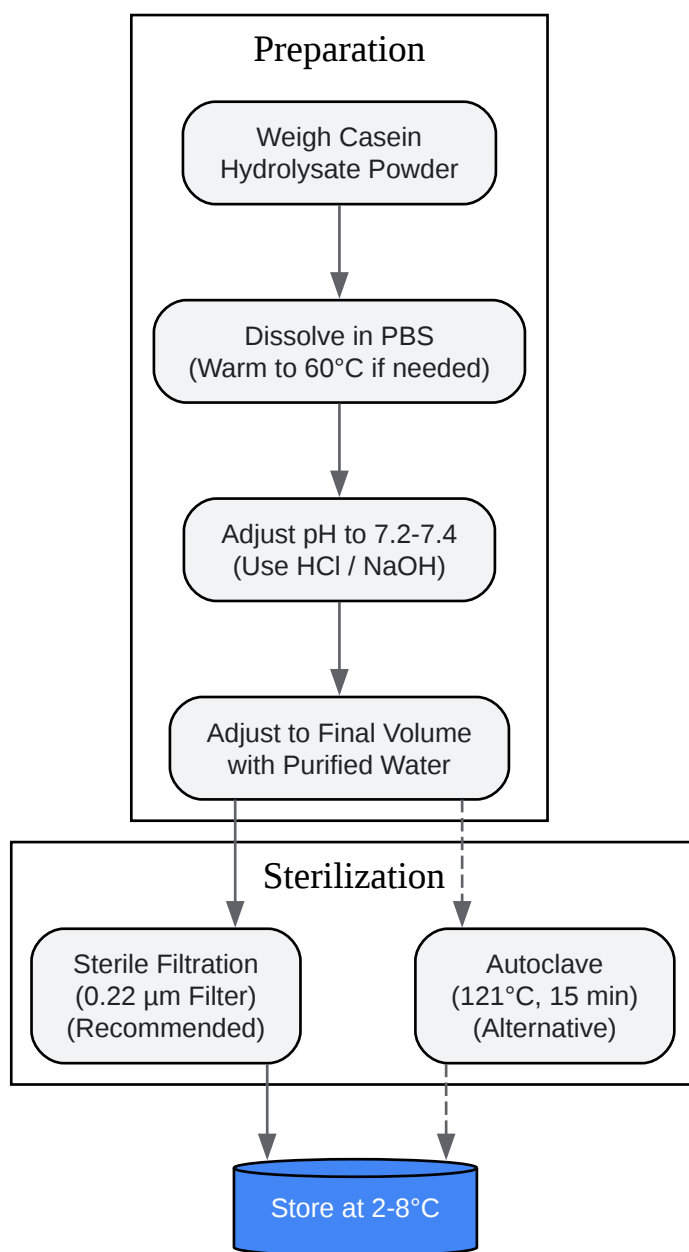 Preparation
Weigh Casein
Hydrolysate Powder
Dissolve in PBS
(Warm to 60°C if needed)
Adjust pH to 7.2-7.4
(Use HCl / NaOH)
Adjust to Final Volume
with Purified Water
Sterilization
Sterile Filtration
(0.22 µm Filter)
(Recommended)
Autoclave
(121°C, 15 min)
(Alternative)
Store at 2-8°C